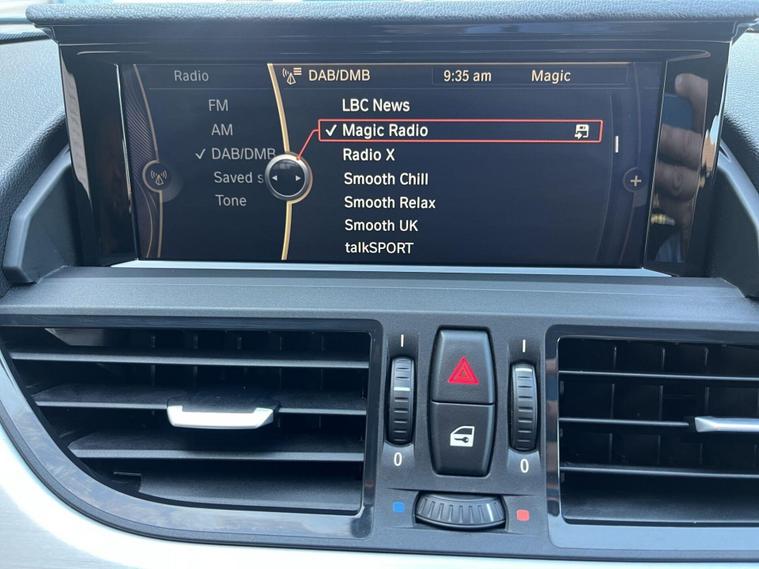 Radio
DAB/DMB
9:35 am
Magic
FM
AM
✓ DAB/DMB
Saved s
Tone
LBC News
✓ Magic Radio
Radio X
Smooth Chill
Smooth Relax
Smooth UK
talkSPORT
I
I
0
0